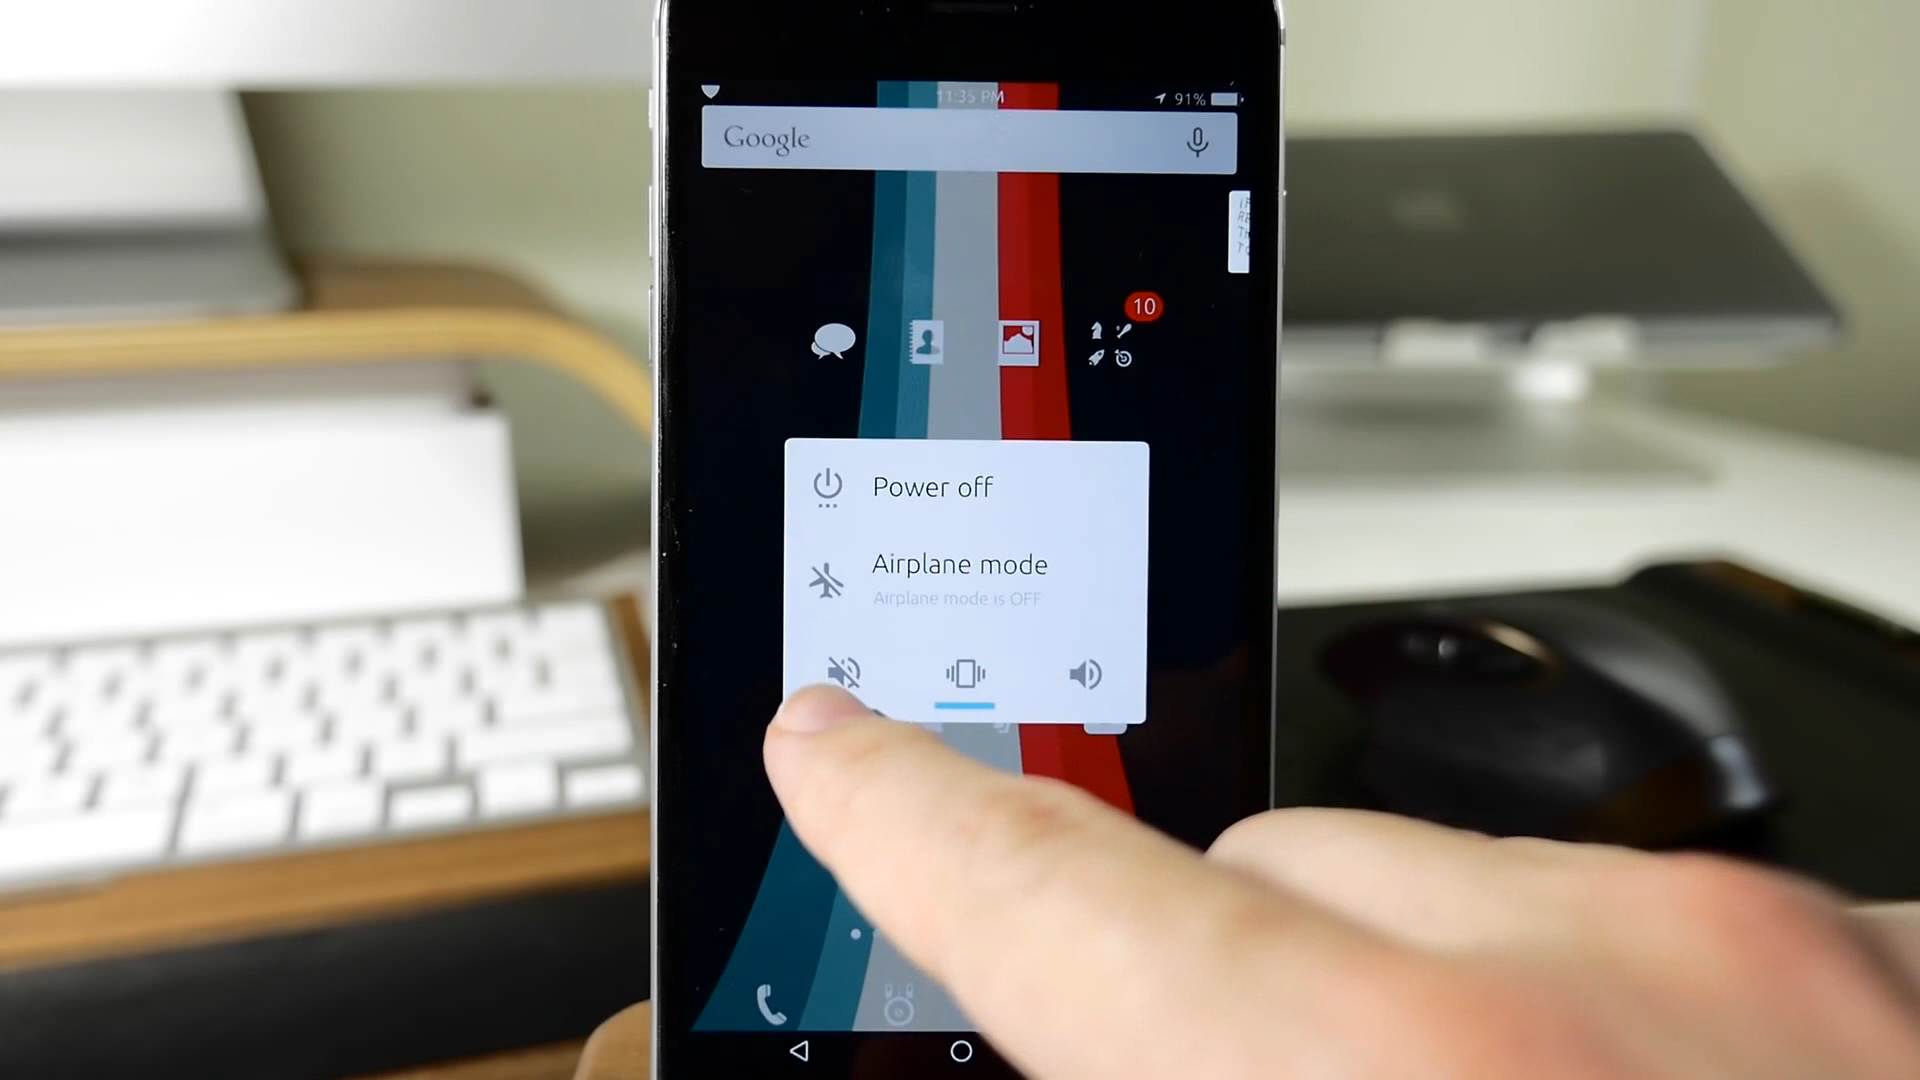 11:35 PM
91%
Google
10
Power off
Airplane mode
Airplane mode is OFF